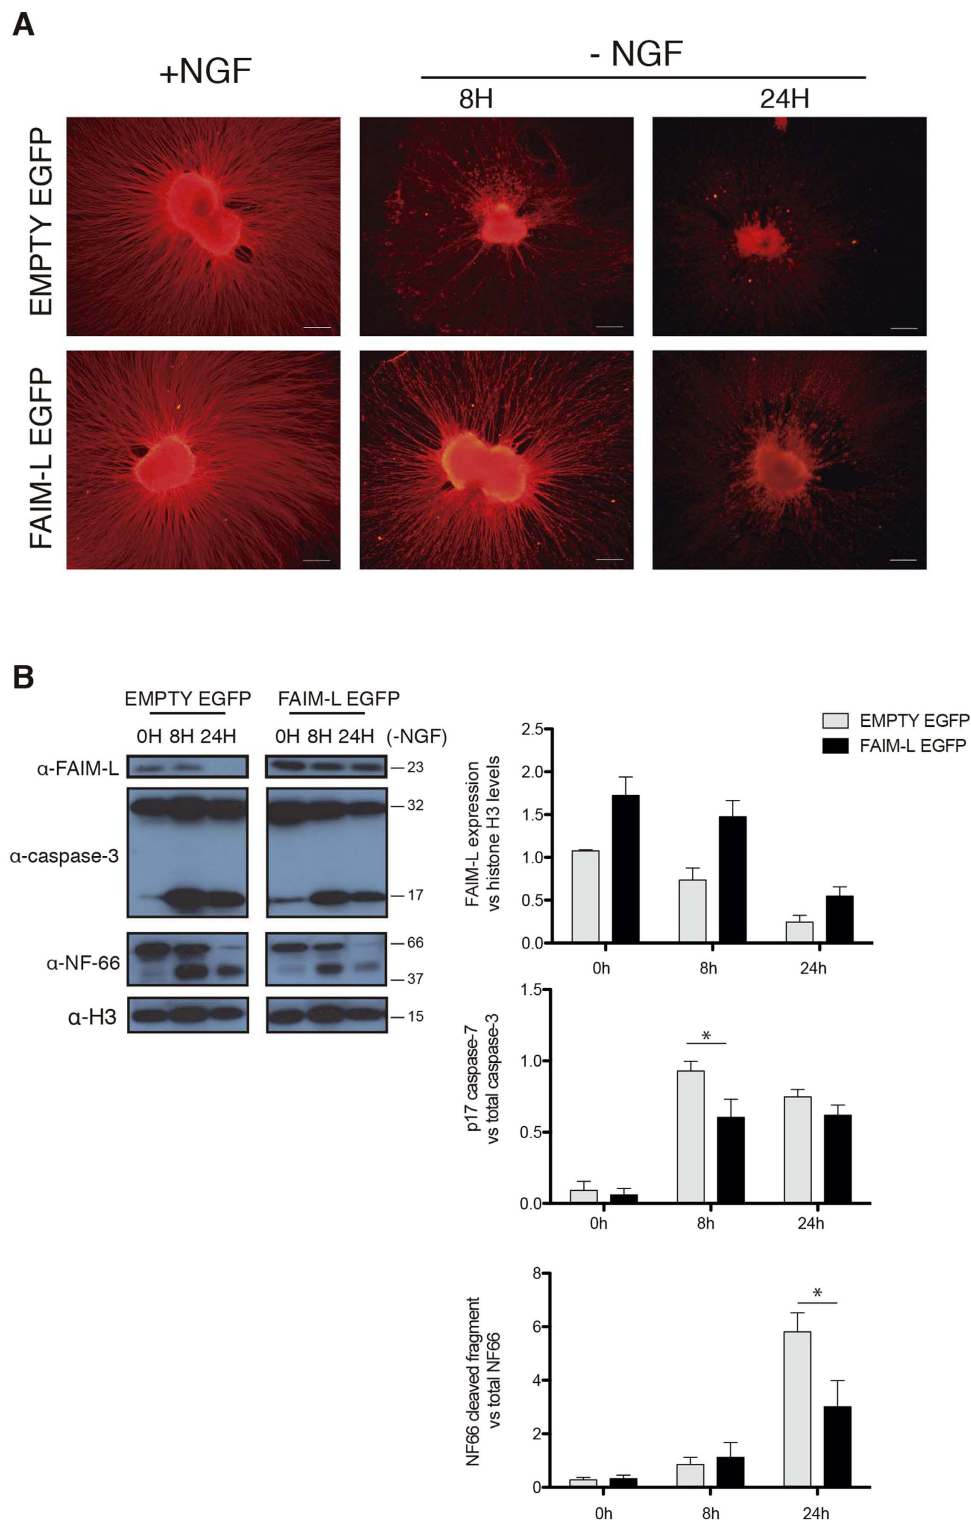 A
+NGF
- NGF
8H
24H
EMPTY EGFP
FAIM-L EGFP
B
EMPTY EGFP
FAIM-L EGFP
0H 8H 24H
0H 8H 24H (-NGF)
α-FAIM-L
23
32
α-caspase-3
17
α-NF-66
66
37
α-H3
15
EMPTY EGFP
FAIM-L EGFP
FAIM-L expression
vs histone H3 levels
2.5
2.0
1.5
1.0
0.5
0.0
0h
8h
24h
p17 caspase-7
vs total caspase-3
1.5
1.0
0.5
0.0
*
0h
8h
24h
NF66 cleaved fragment
vs total NF66
8
6
4
2
0
*
0h
8h
24h